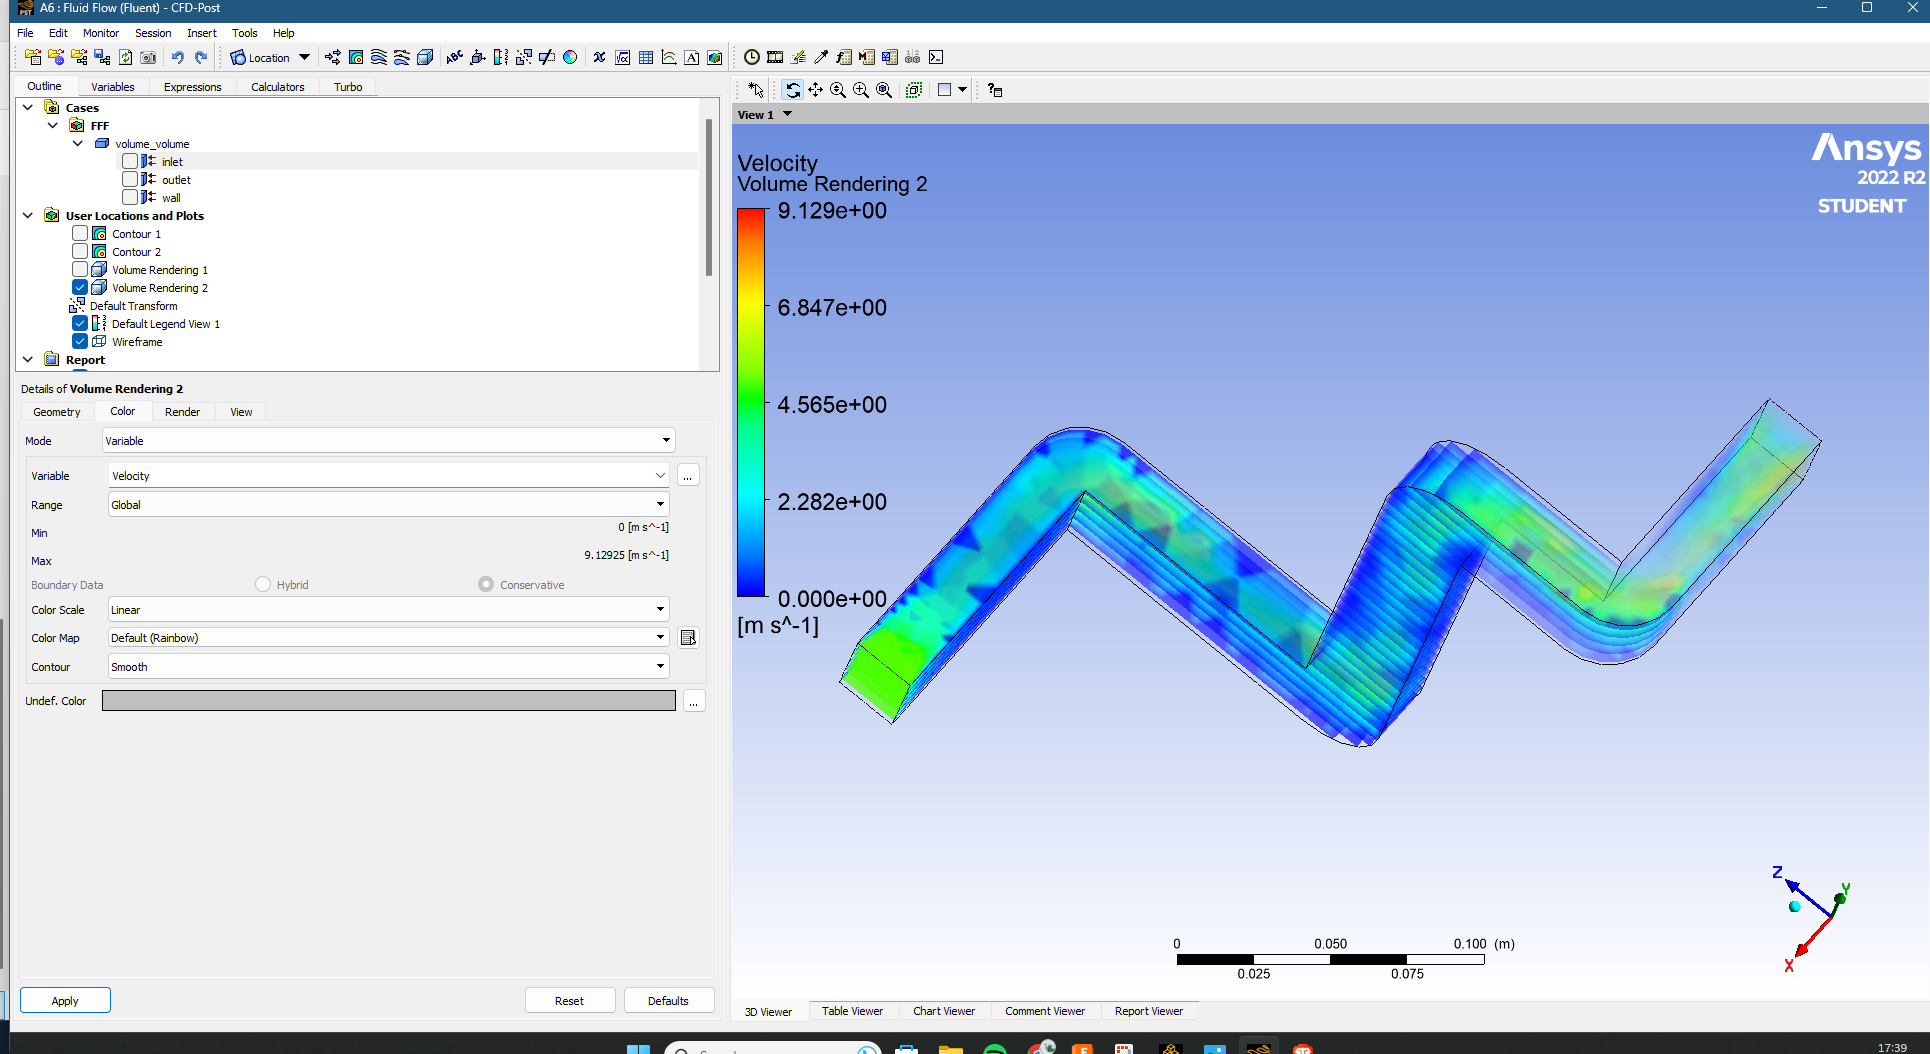 A6 : Fluid Flow (Fluent) - CFD-Post
File Edit Monitor Session Insert Tools Help
Location
Outline Variables Expressions Calculators Turbo
Cases
FFF
volume_volume
inlet
outlet
wall
User Locations and Plots
Contour 1
Contour 2
Volume Rendering 1
Volume Rendering 2
Default Transform
Default Legend View 1
Wireframe
Report
Details of Volume Rendering 2
Geometry Color Render View
Mode Variable
Variable Velocity ...
Range Global
Min 0 [m s^-1]
Max 9.12925 [m s^-1]
Boundary Data Hybrid Conservative
Color Scale Linear
Color Map Default (Rainbow)
Contour Smooth
Undef. Color ...
Apply Reset Defaults
View 1
Velocity
Volume Rendering 2
9.129e+00
6.847e+00
4.565e+00
2.282e+00
0.000e+00
[m s^-1]
Ansys
2022 R2
STUDENT
Z
Y
X
0 0.050 0.100 (m)
0.025 0.075
3D Viewer Table Viewer Chart Viewer Comment Viewer Report Viewer
17:39